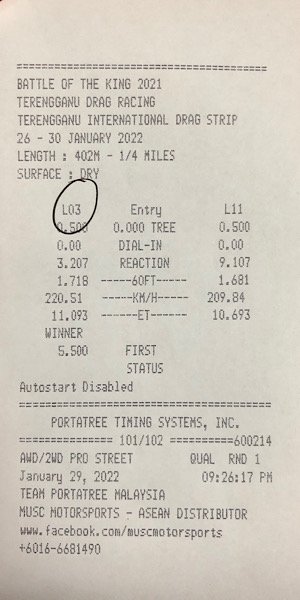 BATTLE OF THE KING 2021
TERENGGANU DRAG RACING
TERENGGANU INTERNATIONAL DRAG STRIP
26 - 30 JANUARY 2022
LENGTH : 402M - 1/4 MILES
SURFACE : DRY
L03 Entry L11
0.500 0.000 TREE 0.500
0.00 DIAL-IN 0.00
3.207 REACTION 9.107
1.718 -----60FT----- 1.681
220.51 -----KM/H----- 209.84
11.093 ------ET------ 10.693
WINNER
5.500 FIRST
STATUS
Autostart Disabled
PORTATREE TIMING SYSTEMS, INC.
=============== 101/102 ==========600214
AWD/2WD PRO STREET QUAL RND 1
January 29, 2022 09:26:17 PM
TEAM PORTATREE MALAYSIA
MUSC MOTORSPORTS - ASEAN DISTRIBUTOR
www.facebook.com/muscmotorsports
+6016-6681490